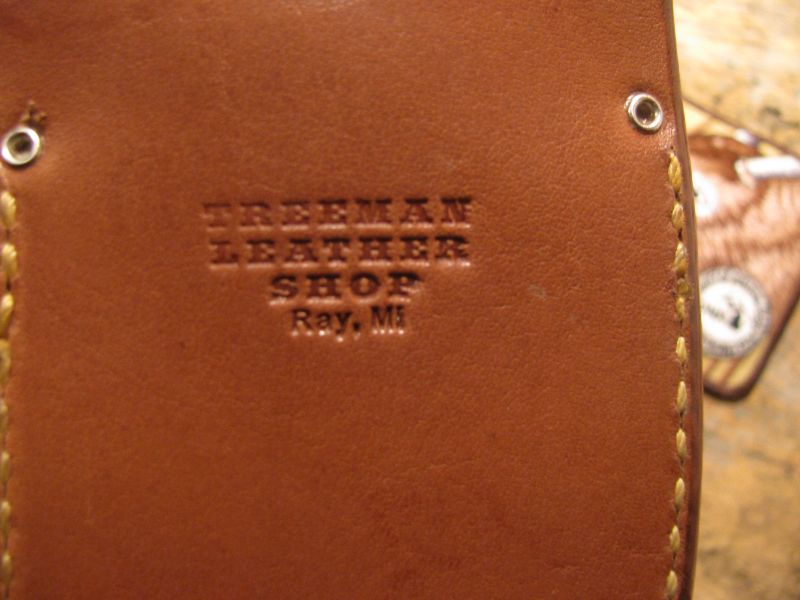 TREEMAN
LEATHER
SHOP
Ray, Mi